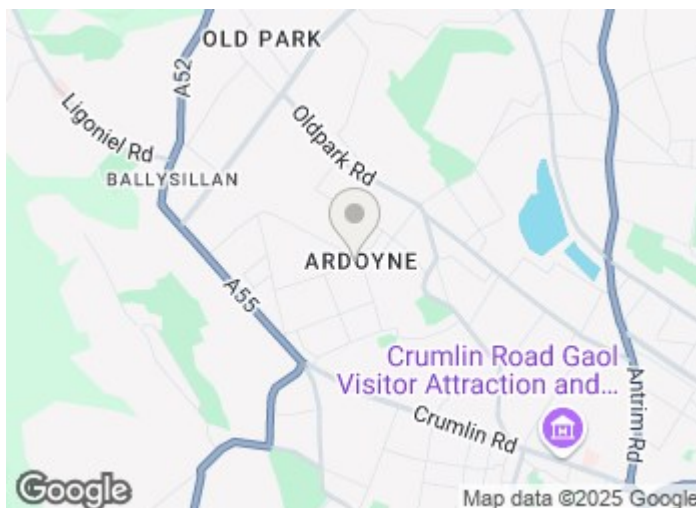 OLD PARK
A52
Ligoniel Rd
Oldpark Rd
BALLYSILLAN
ARDOYNE
A55
Crumlin Road Gaol
Visitor Attraction and...
Antrim Rd
Crumlin Rd
Google
Map data ©2025 Google